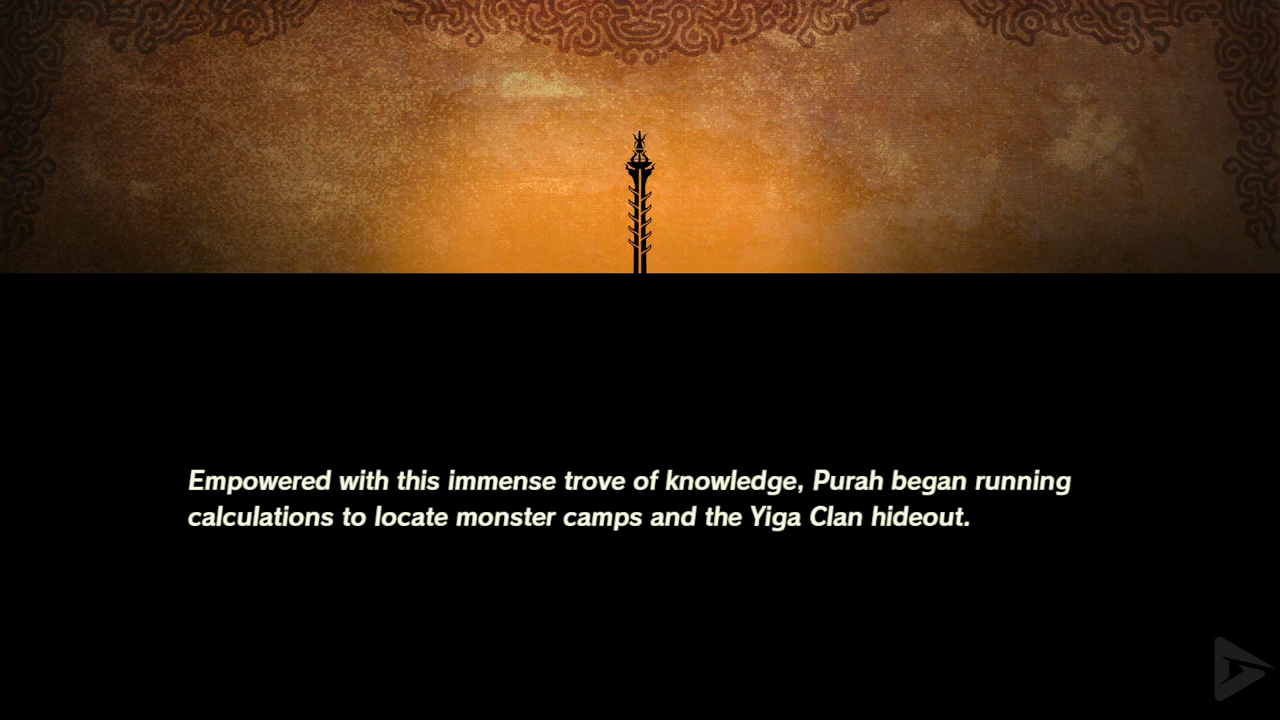 Empowered with this immense trove of knowledge, Purah began running
calculations to locate monster camps and the Yiga Clan hideout.